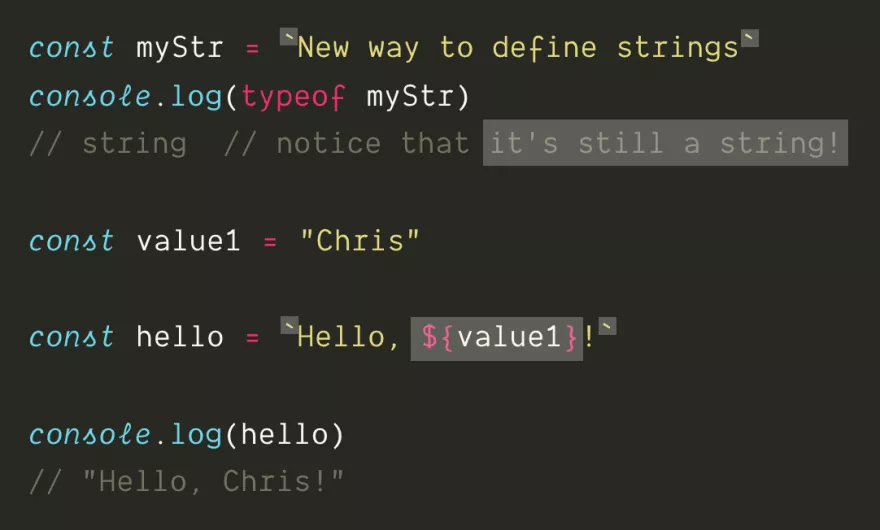 const myStr = `New way to define strings`
console.log(typeof myStr)
// string  // notice that it's still a string!
const value1 = "Chris"
const hello = `Hello, ${value1}!`
console.log(hello)
// "Hello, Chris!"